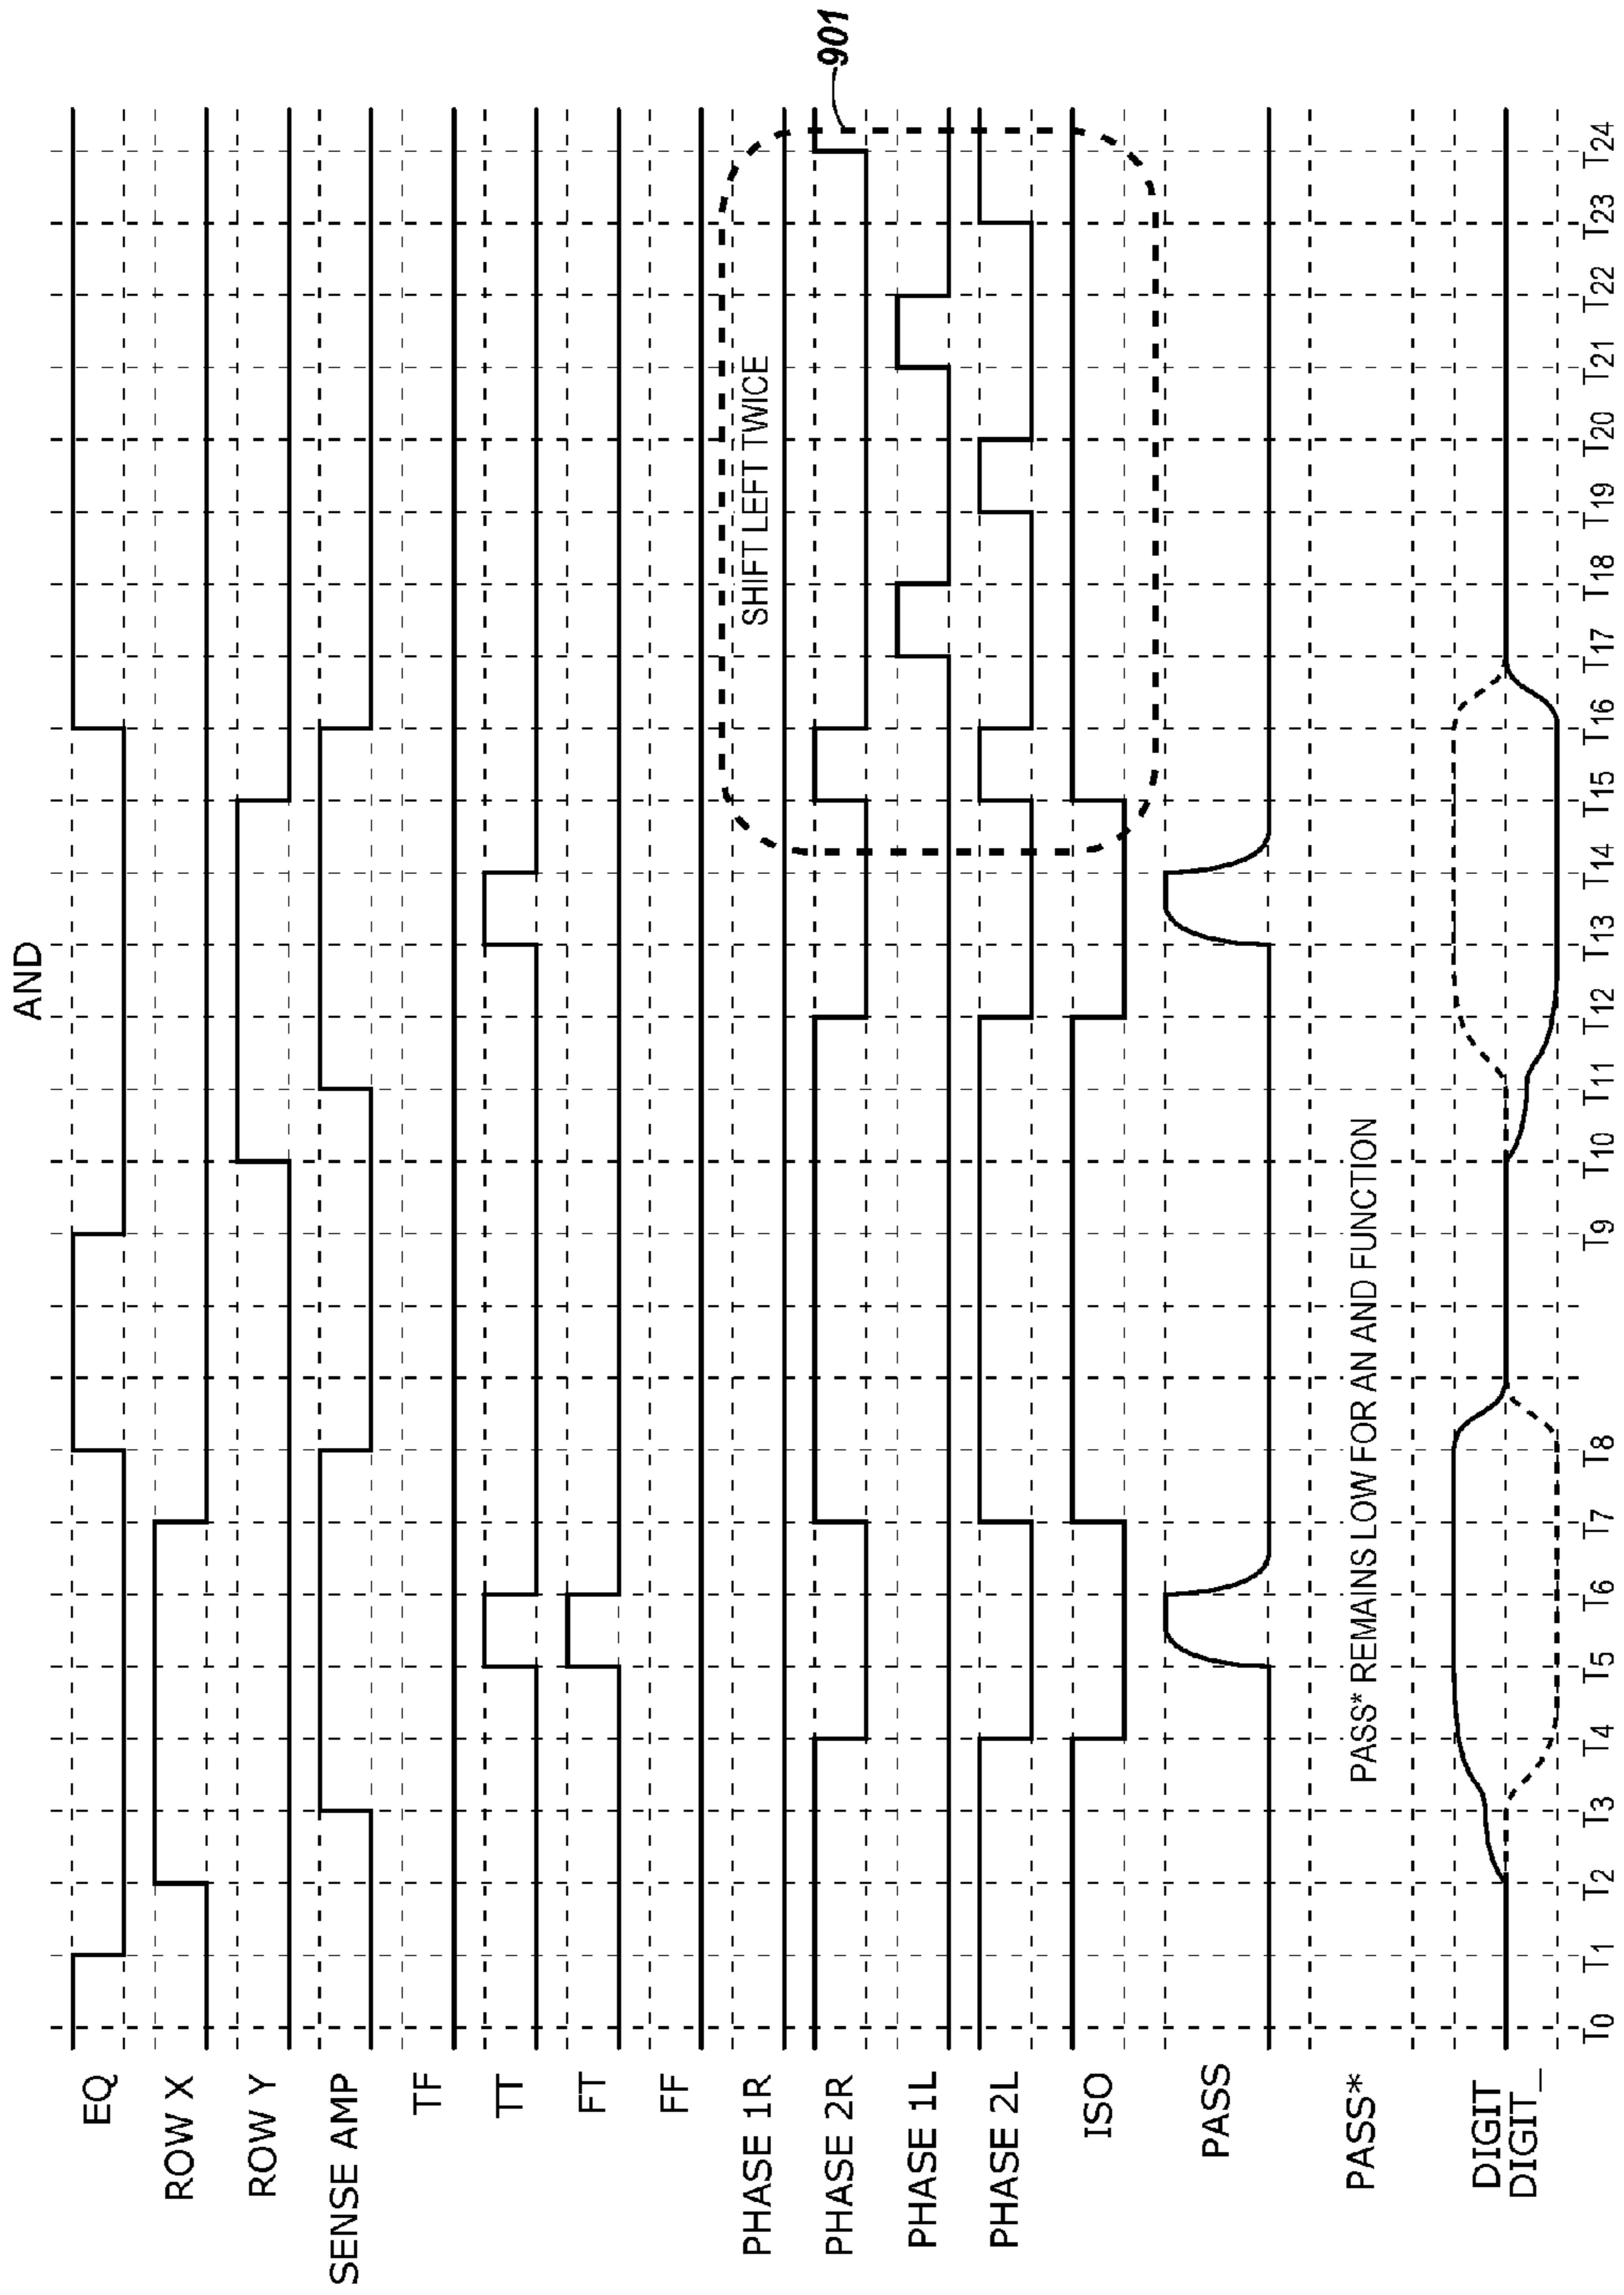 AND
EQ
ROW X
ROW Y
SENSE AMP
TF
TT
FT
FF
PHASE 1R
PHASE 2R
PHASE 1L
PHASE 2L
ISO
PASS
PASS*
DIGIT
DIGIT_
SHIFT LEFT TWICE
901
PASS* REMAINS LOW FOR AN AND FUNCTION
T0 T1 T2 T3 T4 T5 T6 T7 T8 T9 T10 T11 T12 T13 T14 T15 T16 T17 T18 T19 T20 T21 T22 T23 T24